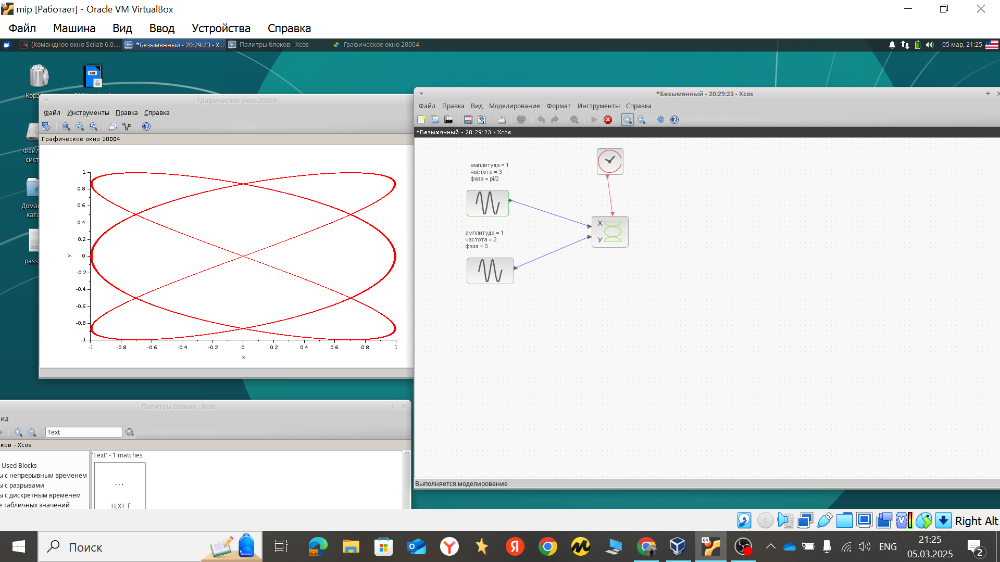 mip [Работает] - Oracle VM VirtualBox
Файл Машина Вид Ввод Устройства Справка
[Командное окно Scilab 6.0.... *Безымянный - 20:29:23 - X... Палитры блоков - Xcos Графическое окно 20004 05 мар, 21:25
Графическое окно 20004
Файл Инструменты Правка Справка
Графическое окно 20004
1
0.8
0.6
0.4
0.2
y 0
-0.2
-0.4
-0.6
-0.8
-1
-1 -0.8 -0.6 -0.4 -0.2 0 0.2 0.4 0.6 0.8 1
x
*Безымянный - 20:29:23 - Xcos
Файл Правка Вид Моделирование Формат Инструменты Справка
*Безымянный - 20:29:23 - Xcos
амплитуда = 1
частота = 3
фаза = pi/2
амплитуда = 1
частота = 2
фаза = 0
X
y
Выполняется моделирование
Палитры блоков - Xcos
ид
Text
ков - Xcos
'Text' - 1 matches
Used Blocks
ы с непрерывным временем
ы с разрывами
ы с дискретным временем
е табличных значений
...
TEXT_f
OM
Right Alt
Поиск
64
ENG
21:25
05.03.2025
2